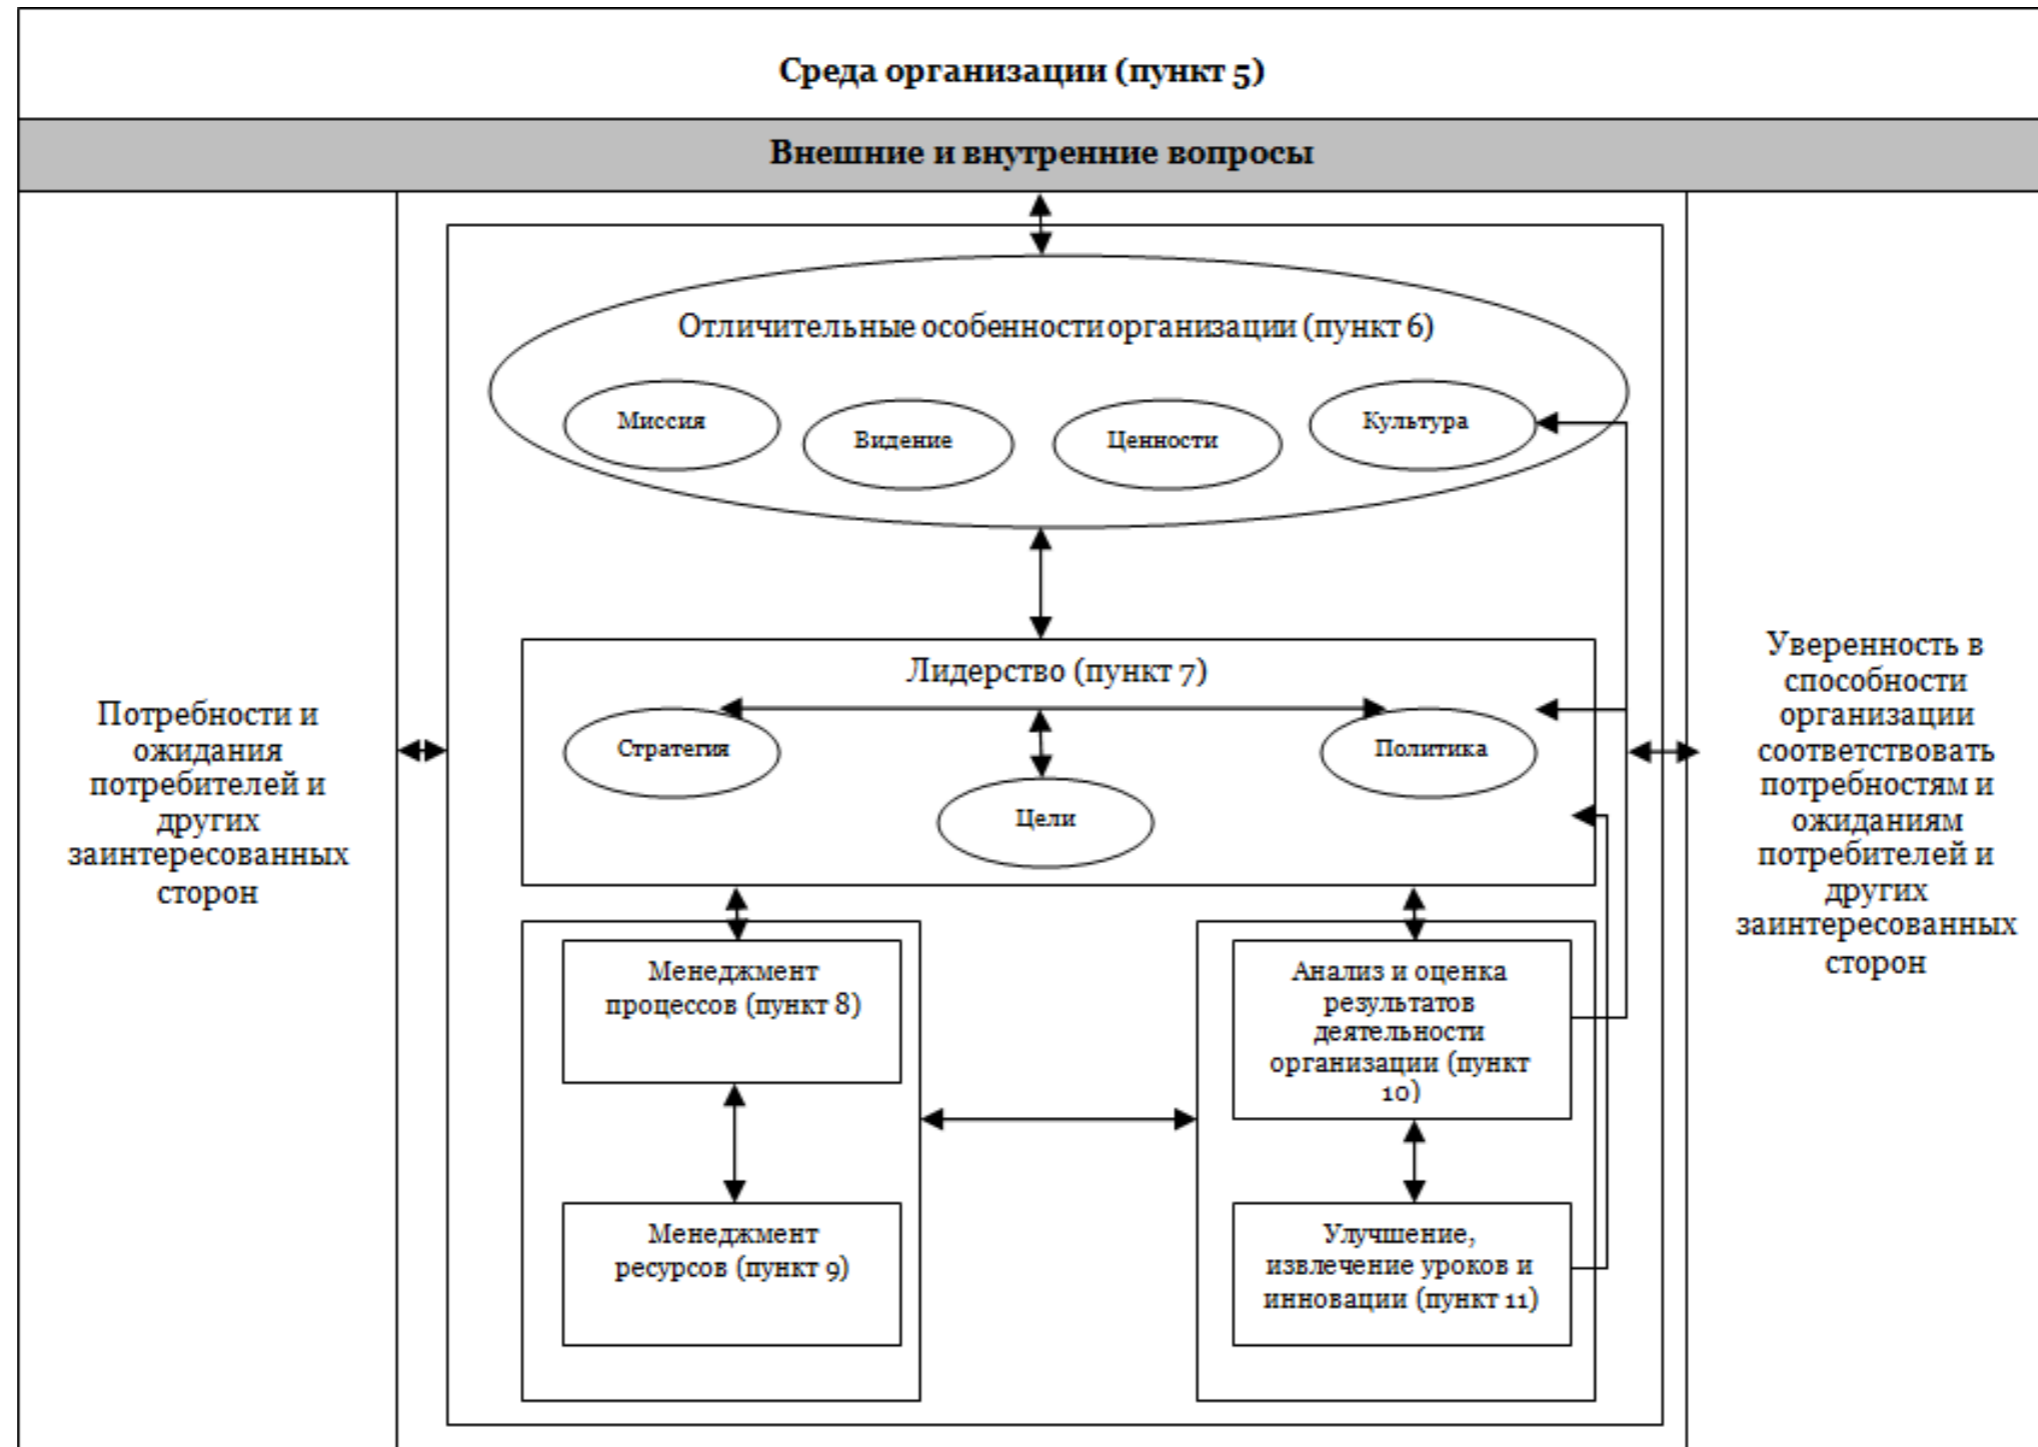 Среда организации (пункт 5)
Внешние и внутренние вопросы
Отличительные особенности организации (пункт 6)
Миссия
Видение
Ценности
Культура
Лидерство (пункт 7)
Стратегия
Политика
Цели
Потребности и
ожидания
потребителей и
других
заинтересованных
сторон
Уверенность в
способности
организации
соответствовать
потребностям и
ожиданиям
потребителей и
других
заинтересованных
сторон
Менеджмент
процессов (пункт 8)
Анализ и оценка
результатов
деятельности
организации (пункт
10)
Менеджмент
ресурсов (пункт 9)
Улучшение,
извлечение уроков и
инновации (пункт 11)